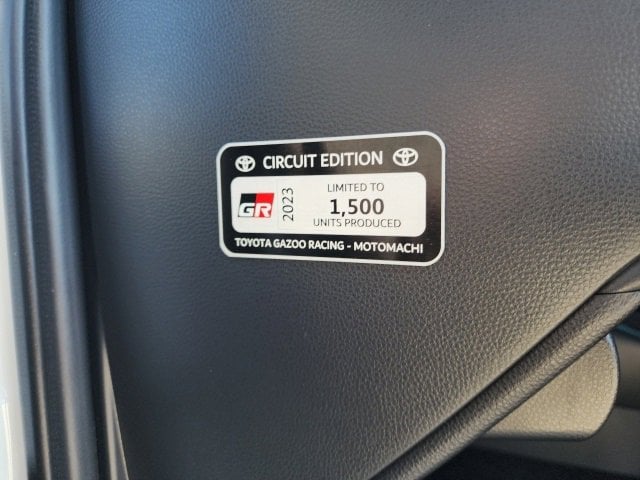 CIRCUIT EDITION
GR
2023
LIMITED TO
1,500
UNITS PRODUCED
TOYOTA GAZOO RACING - MOTOMACHI